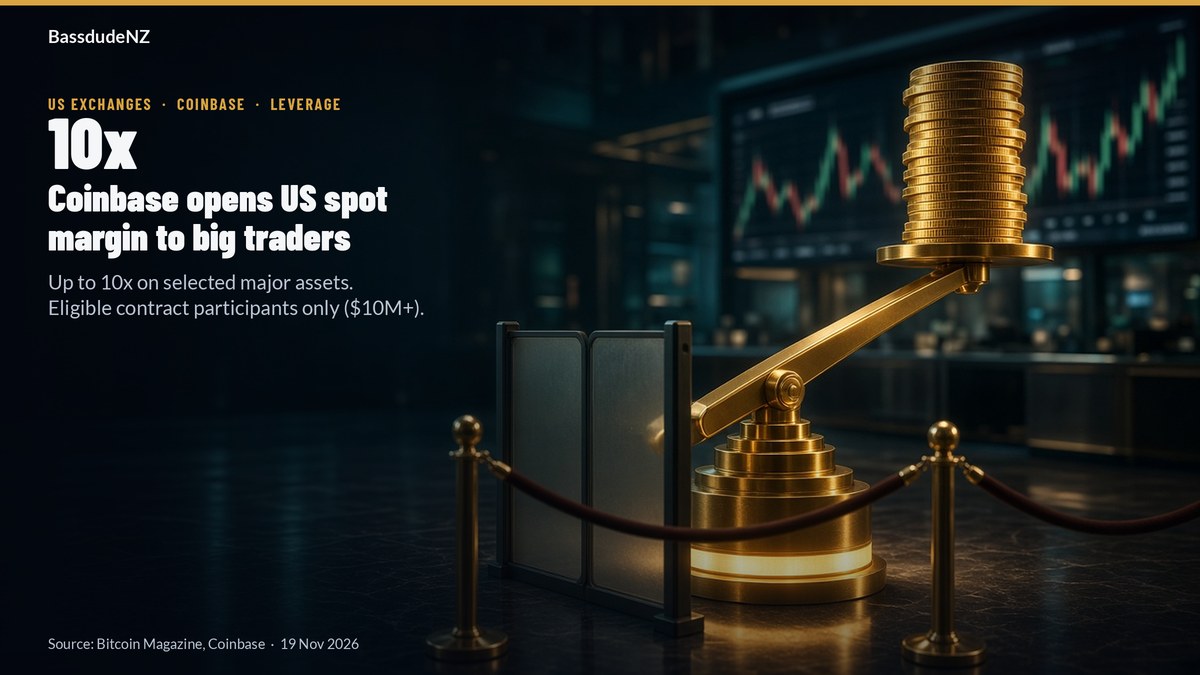 BassdudeNZ
US EXCHANGES · COINBASE · LEVERAGE
10x
Coinbase opens US spot
margin to big traders
Up to 10x on selected major assets.
Eligible contract participants only ($10M+).
Source: Bitcoin Magazine, Coinbase · 19 Nov 2026